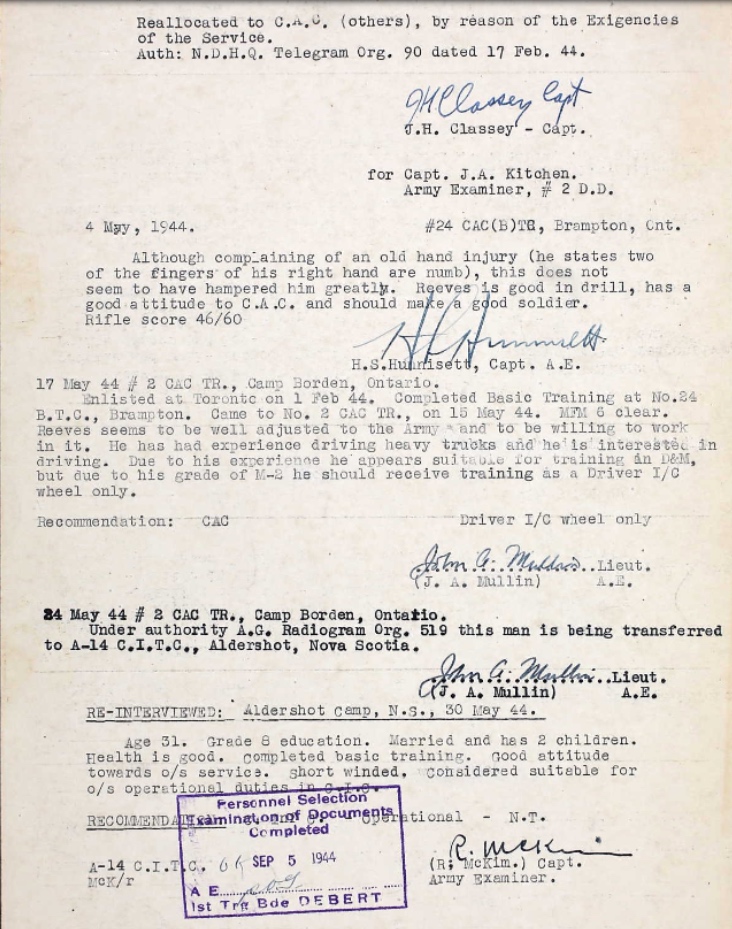 Reallocated to C.A.C. (others), by reason of the Exigencies
of the Service.
Auth: N.D.H.Q. Telegram Org. 90 dated 17 Feb. 44.
JHClassey Capt
J.H. Classey - Capt.
for Capt. J.A. Kitchen.
Army Examiner, # 2 D.D.
4 May, 1944. #24 CAC(B)TC, Brampton, Ont.
Although complaining of an old hand injury (he states two
of the fingers of his right hand are numb), this does not
seem to have hampered him greatly. Reeves is good in drill, has a
good attitude to C.A.C. and should make a good soldier.
Rifle score 46/60
H.S.Hunnisett, Capt. A.E.
17 May 44 # 2 CAC TR., Camp Borden, Ontario.
Enlisted at Toronto on 1 Feb 44. Completed Basic Training at No.24
B.T.C., Brampton. Came to No. 2 CAC TR., on 15 May 44. MFM 6 clear.
Reeves seems to be well adjusted to the Army and to be willing to work
in it. He has had experience driving heavy trucks and he is interested in
driving. Due to his experience he appears suitable for training in D&M,
but due to his grade of M-2 he should receive training as a Driver I/C
wheel only.
Recommendation: CAC Driver I/C wheel only
John A. Mullin..Lieut.
(J. A. Mullin) A.E.
24 May 44 # 2 CAC TR., Camp Borden, Ontario.
Under authority A.G. Radiogram Org. 519 this man is being transferred
to A-14 C.I.T.C., Aldershot, Nova Scotia.
John A. Mullin..Lieut.
(J. A. Mullin) A.E.
RE-INTERVIEWED: Aldershot Camp, N.S., 30 May 44.
Age 31. Grade 8 education. Married and has 2 children.
Health is good. completed basic training. Good attitude
towards o/s service. short winded. considered suitable for
o/s operational duties in C.I.C.
Personnel Selection
Examination of Documents
Completed
RECOMMENDATION Operational - N.T.
SEP 5 1944
R. McKim
A-14 C.I.T.C. (R. McKim.) Capt.
McK/r Army Examiner.
A E
1st Trg Bde DEBERT